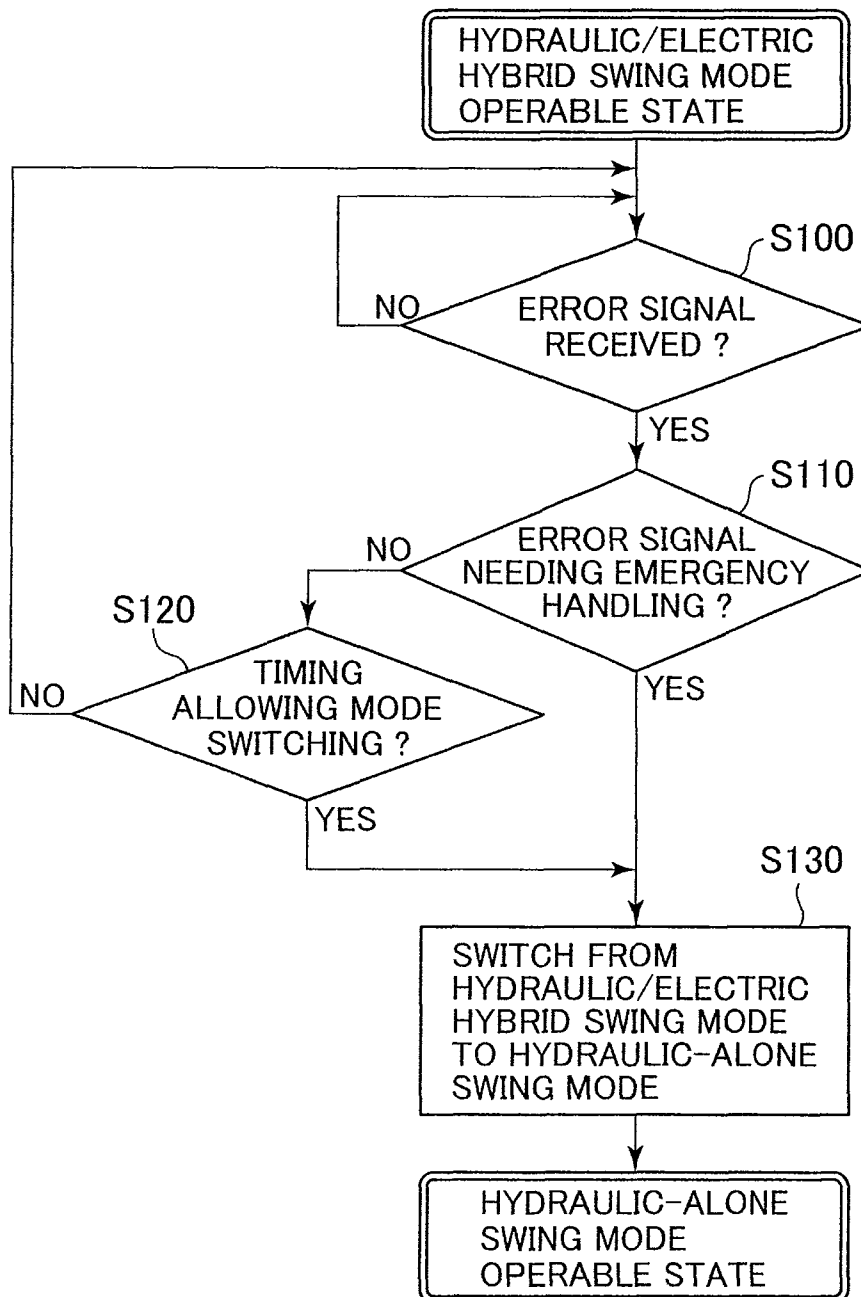 HYDRAULIC/ELECTRIC
HYBRID SWING MODE
OPERABLE STATE
S100
NO
ERROR SIGNAL
RECEIVED ?
YES
S110
NO
ERROR SIGNAL
NEEDING EMERGENCY
HANDLING ?
YES
S120
NO
TIMING
ALLOWING MODE
SWITCHING ?
YES
S130
SWITCH FROM
HYDRAULIC/ELECTRIC
HYBRID SWING MODE
TO HYDRAULIC-ALONE
SWING MODE
HYDRAULIC-ALONE
SWING MODE
OPERABLE STATE